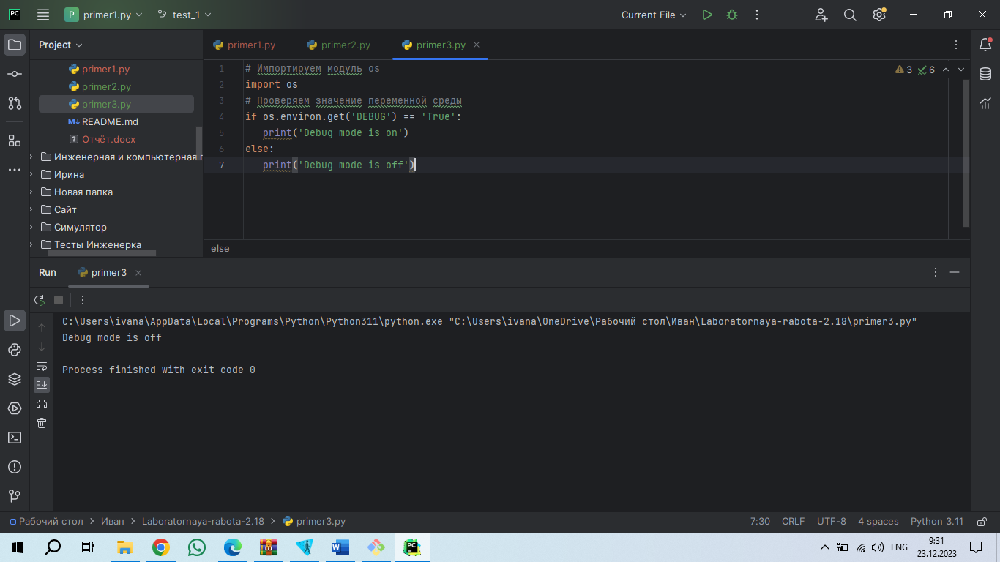 PC P primer1.py test_1 Current File
Project
primer1.py
primer2.py
primer3.py
README.md
Отчёт.docx
Инженерная и компьютерная
Ирина
Новая папка
Сайт
Симулятор
Тесты Инженерка
primer1.py primer2.py primer3.py
3 6
1 # Импортируем модуль os
2 import os
3 # Проверяем значение переменной среды
4 if os.environ.get('DEBUG') == 'True':
5 print('Debug mode is on')
6 else:
7 print('Debug mode is off')
else
Run primer3
C:\Users\ivana\AppData\Local\Programs\Python\Python311\python.exe "C:\Users\ivana\OneDrive\Рабочий стол\Иван\Laboratornaya-rabota-2.18\primer3.py"
Debug mode is off
Process finished with exit code 0
Рабочий стол > Иван > Laboratornaya-rabota-2.18 > primer3.py 7:30 CRLF UTF-8 4 spaces Python 3.11
ENG 9:31
23.12.2023